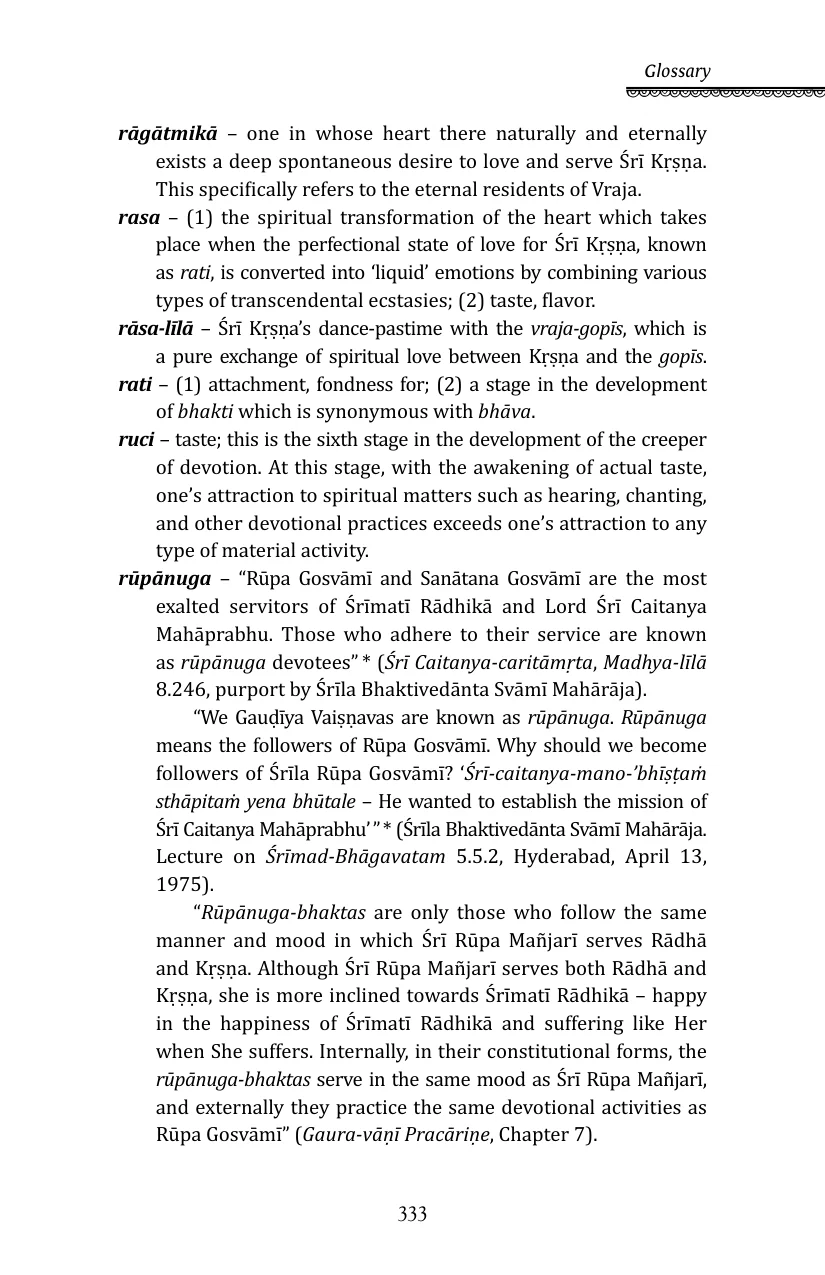 Glossary
rāgātmikā – one in whose heart there naturally and eternally
exists a deep spontaneous desire to love and serve Śrī Kṛṣṇa.
This specifically refers to the eternal residents of Vraja.
rasa – (1) the spiritual transformation of the heart which takes
place when the perfectional state of love for Śrī Kṛṣṇa, known
as rati, is converted into ‘liquid’ emotions by combining various
types of transcendental ecstasies; (2) taste, flavor.
rāsa-līlā – Śrī Kṛṣṇa’s dance-pastime with the vraja-gopīs, which is
a pure exchange of spiritual love between Kṛṣṇa and the gopīs.
rati – (1) attachment, fondness for; (2) a stage in the development
of bhakti which is synonymous with bhāva.
ruci – taste; this is the sixth stage in the development of the creeper
of devotion. At this stage, with the awakening of actual taste,
one’s attraction to spiritual matters such as hearing, chanting,
and other devotional practices exceeds one’s attraction to any
type of material activity.
rūpānuga – “Rūpa Gosvāmī and Sanātana Gosvāmī are the most
exalted servitors of Śrīmatī Rādhikā and Lord Śrī Caitanya
Mahāprabhu. Those who adhere to their service are known
as rūpānuga devotees” * (Śrī Caitanya-caritāmṛta, Madhya-līlā
8.246, purport by Śrīla Bhaktivedānta Svāmī Mahārāja).
“We Gauḍīya Vaiṣṇavas are known as rūpānuga. Rūpānuga
means the followers of Rūpa Gosvāmī. Why should we become
followers of Śrīla Rūpa Gosvāmī? ‘Śrī-caitanya-mano-’bhīṣṭaṁ
sthāpitaṁ yena bhūtale – He wanted to establish the mission of
Śrī Caitanya Mahāprabhu’ ” * (Śrīla Bhaktivedānta Svāmī Mahārāja.
Lecture on Śrīmad-Bhāgavatam 5.5.2, Hyderabad, April 13,
1975).
“Rūpānuga-bhaktas are only those who follow the same
manner and mood in which Śrī Rūpa Mañjarī serves Rādhā
and Kṛṣṇa. Although Śrī Rūpa Mañjarī serves both Rādhā and
Kṛṣṇa, she is more inclined towards Śrīmatī Rādhikā – happy
in the happiness of Śrīmatī Rādhikā and suffering like Her
when She suffers. Internally, in their constitutional forms, the
rūpānuga-bhaktas serve in the same mood as Śrī Rūpa Mañjarī,
and externally they practice the same devotional activities as
Rūpa Gosvāmī” (Gaura-vāṇī Pracāriṇe, Chapter 7).
333